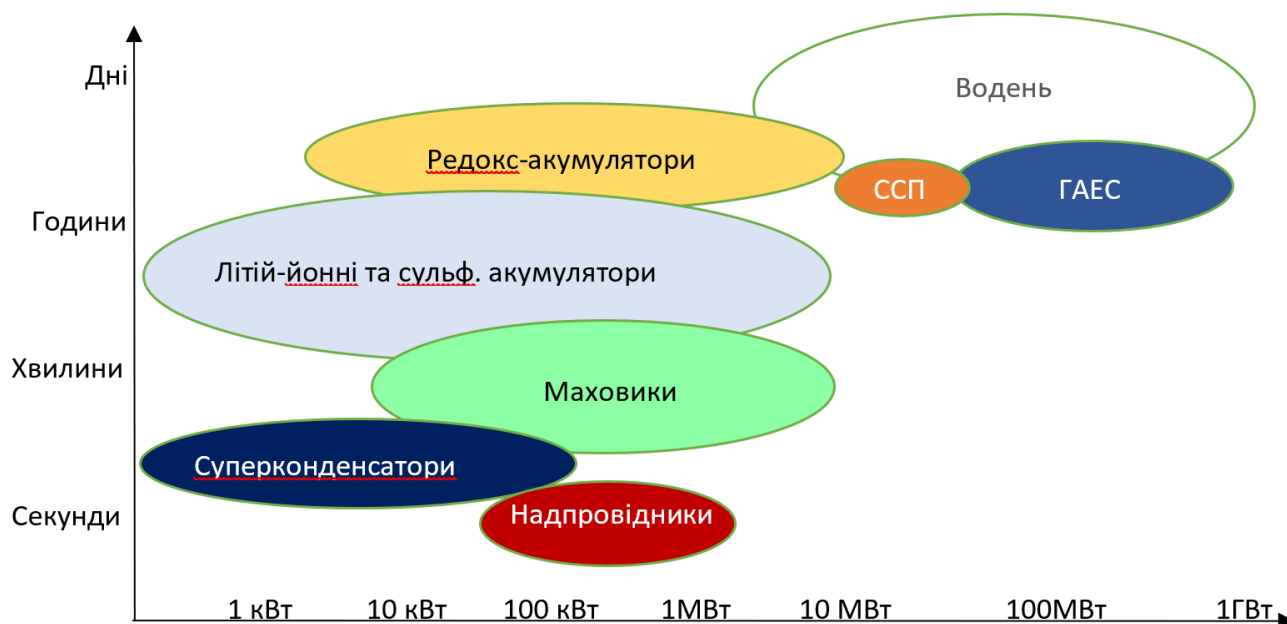 Дні
Водень
Редокс-акумулятори
ССП
ГАЕС
Години
Літій-йонні та сульф. акумулятори
Хвилини
Маховики
Суперконденсатори
Секунди
Надпровідники
1 кВт
10 кВт
100 кВт
1МВт
10 МВт
100МВт
1ГВт